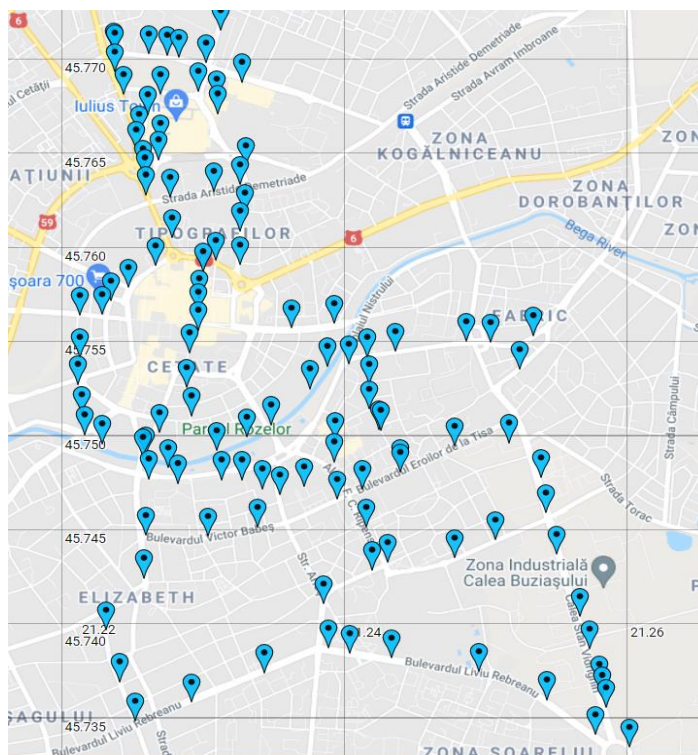 6
Cetății
45.770
Strada Aristide Demetriade
Strada Avram Imbroane
Iulius Town
ZONA
KOGĂLNICEANU
ZON
45.765
AȚIUNII
Strada Aristide Demetriade
ZONA
DOROBANȚILOR
59
TIPOGRAFILOR
6
ZON
Bega River
45.760
șoara 700
Splaiul Nistrului
FABRIC
45.755
CETATE
Strada Câmpului
Parcul Rozelor
45.750
Bulevardul Eroilor de la Tisa
Strada Torac
45.745
Bulevardul Victor Babeș
Zona Industrială
Calea Buziașului
ELIZABETH
21.22
21.24
21.26
45.740
Bulevardul Liviu Rebreanu
ȘAGULUI
45.735
Bulevardul Liviu Rebreanu
ZONA SOARELUI